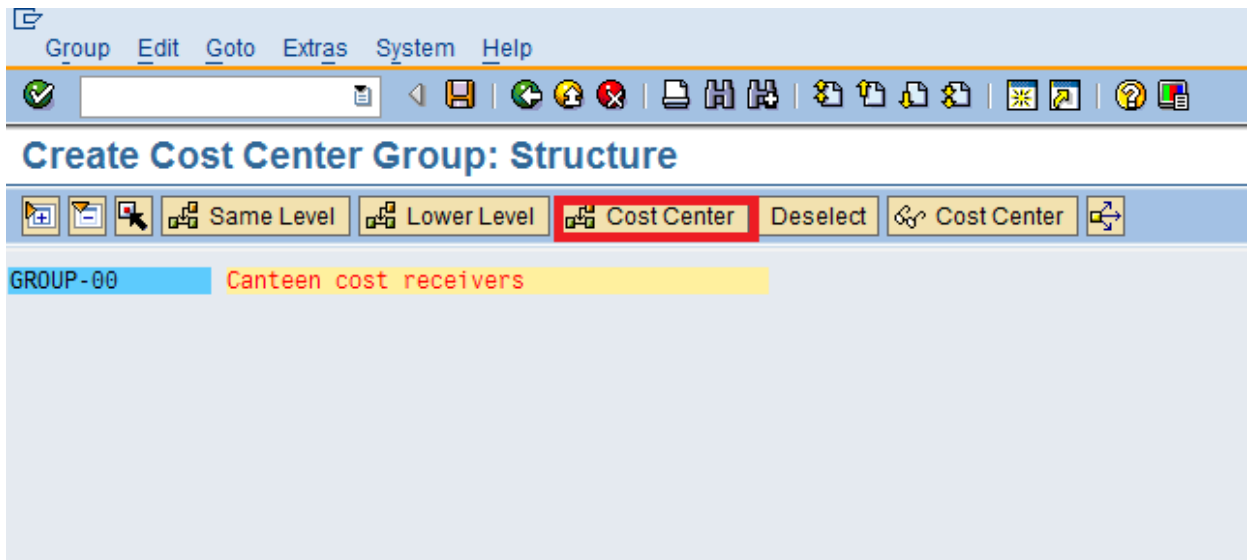 Group Edit Goto Extras System Help
Create Cost Center Group: Structure
Same Level Lower Level Cost Center Deselect Cost Center
GROUP-00 Canteen cost receivers